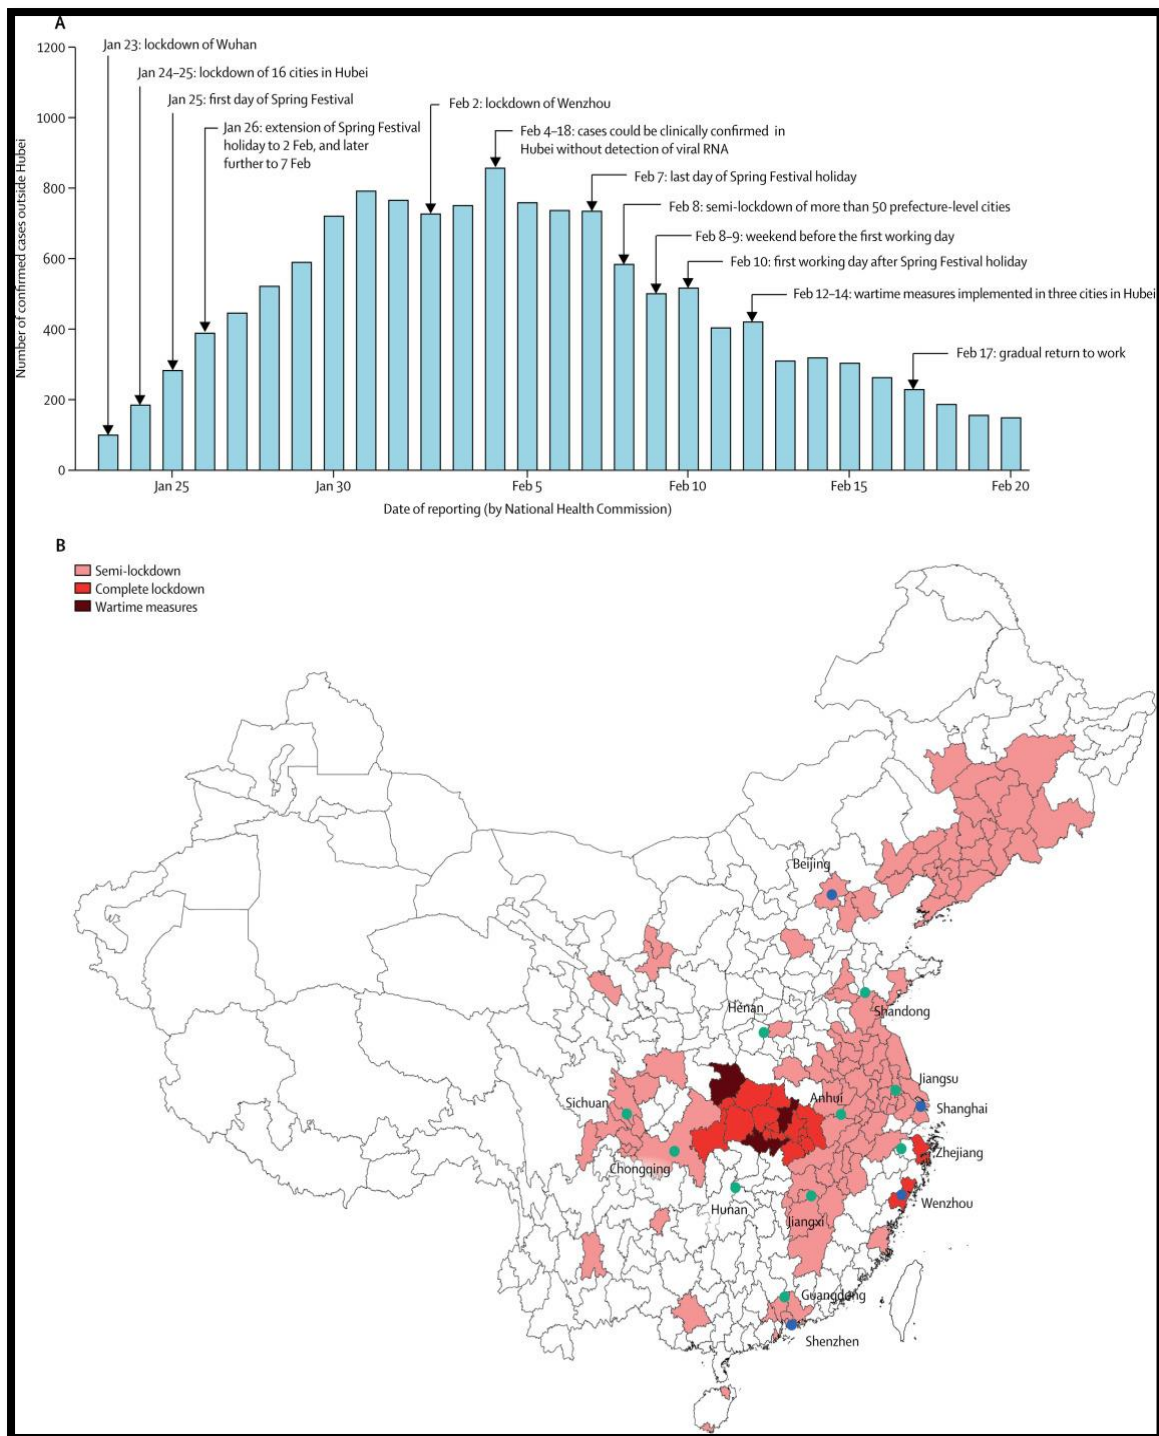 A
Number of confirmed cases outside Hubei
1200
1000
800
600
400
200
0
Jan 23: lockdown of Wuhan
Jan 24–25: lockdown of 16 cities in Hubei
Jan 25: first day of Spring Festival
Jan 26: extension of Spring Festival
holiday to 2 Feb, and later
further to 7 Feb
Feb 2: lockdown of Wenzhou
Feb 4–18: cases could be clinically confirmed in
Hubei without detection of viral RNA
Feb 7: last day of Spring Festival holiday
Feb 8: semi-lockdown of more than 50 prefecture-level cities
Feb 8–9: weekend before the first working day
Feb 10: first working day after Spring Festival holiday
Feb 12–14: wartime measures implemented in three cities in Hubei
Feb 17: gradual return to work
Jan 25
Jan 30
Feb 5
Feb 10
Feb 15
Feb 20
Date of reporting (by National Health Commission)
B
Semi-lockdown
Complete lockdown
Wartime measures
Beijing
Henan
Shandong
Jiangsu
Sichuan
Anhui
Shanghai
Zhejiang
Chongqing
Wenzhou
Hunan
Jiangxi
Guangdong
Shenzhen